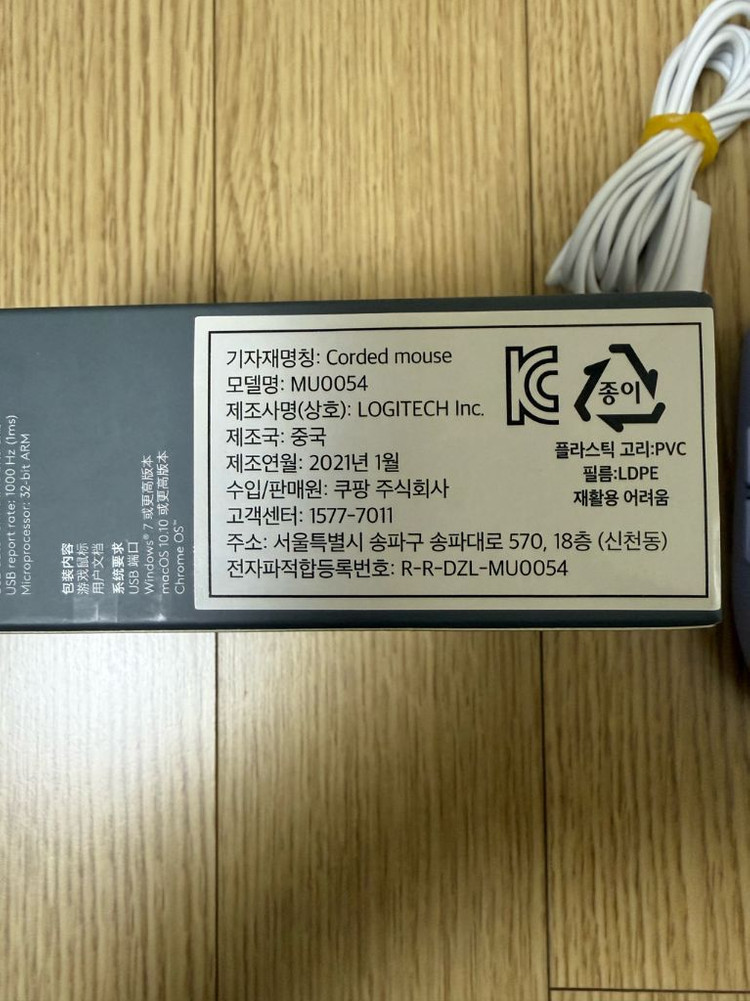 기자재명칭: Corded mouse
모델명: MU0054
제조사명(상호): LOGITECH Inc.
제조국: 중국
제조연월: 2021년 1월
수입/판매원: 쿠팡 주식회사
고객센터: 1577-7011
주소: 서울특별시 송파구 송파대로 570, 18층 (신천동)
전자파적합등록번호: R-R-DZL-MU0054
KC
종이
플라스틱 고리:PVC
필름:LDPE
재활용 어려움
USB report rate: 1000 Hz (1ms)
Microprocessor: 32-bit ARM
包装内容
游戏鼠标
用户文档
系统要求
USB 端口
Windows® 7 或更高版本
macOS 10.10 或更高版本
Chrome OS™